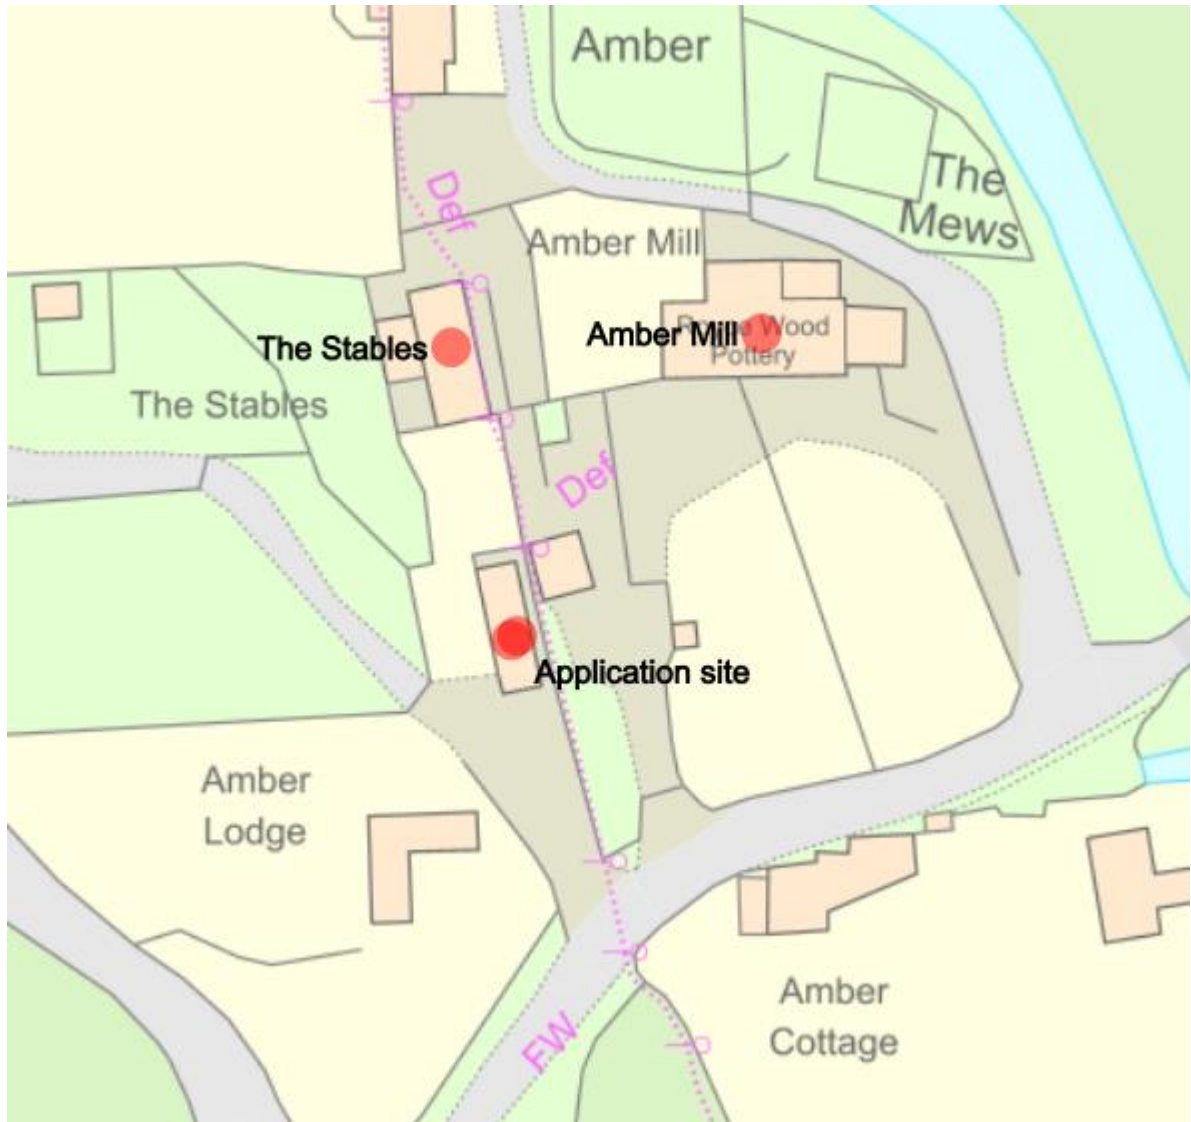 Amber
The
Mews
Def
Amber Mill
The Stables
Amber Mill
Wood
Pottery
The Stables
Def
Application site
Amber
Lodge
Amber
Cottage
FW